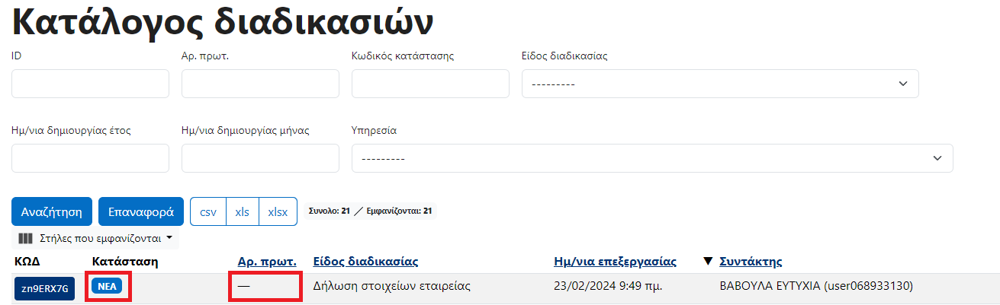 Κατάλογος διαδικασιών
ID Αρ. πρωτ. Κωδικός κατάστασης Είδος διαδικασίας
---------
Ημ/νια δημιουργίας έτος Ημ/νια δημιουργίας μήνας Υπηρεσία
---------
Αναζήτηση Επαναφορά csv xls xlsx Συνολο: 21 / Εμφανίζονται: 21
Στήλες που εμφανίζονται
ΚΩΔ Κατάσταση Αρ. πρωτ. Είδος διαδικασίας Ημ/νια επεξεργασίας ▼ Συντάκτης
zn9ERX7G ΝΕΑ — Δήλωση στοιχείων εταιρείας 23/02/2024 9:49 πμ. ΒΑΒΟΥΛΑ ΕΥΤΥΧΙΑ (user068933130)